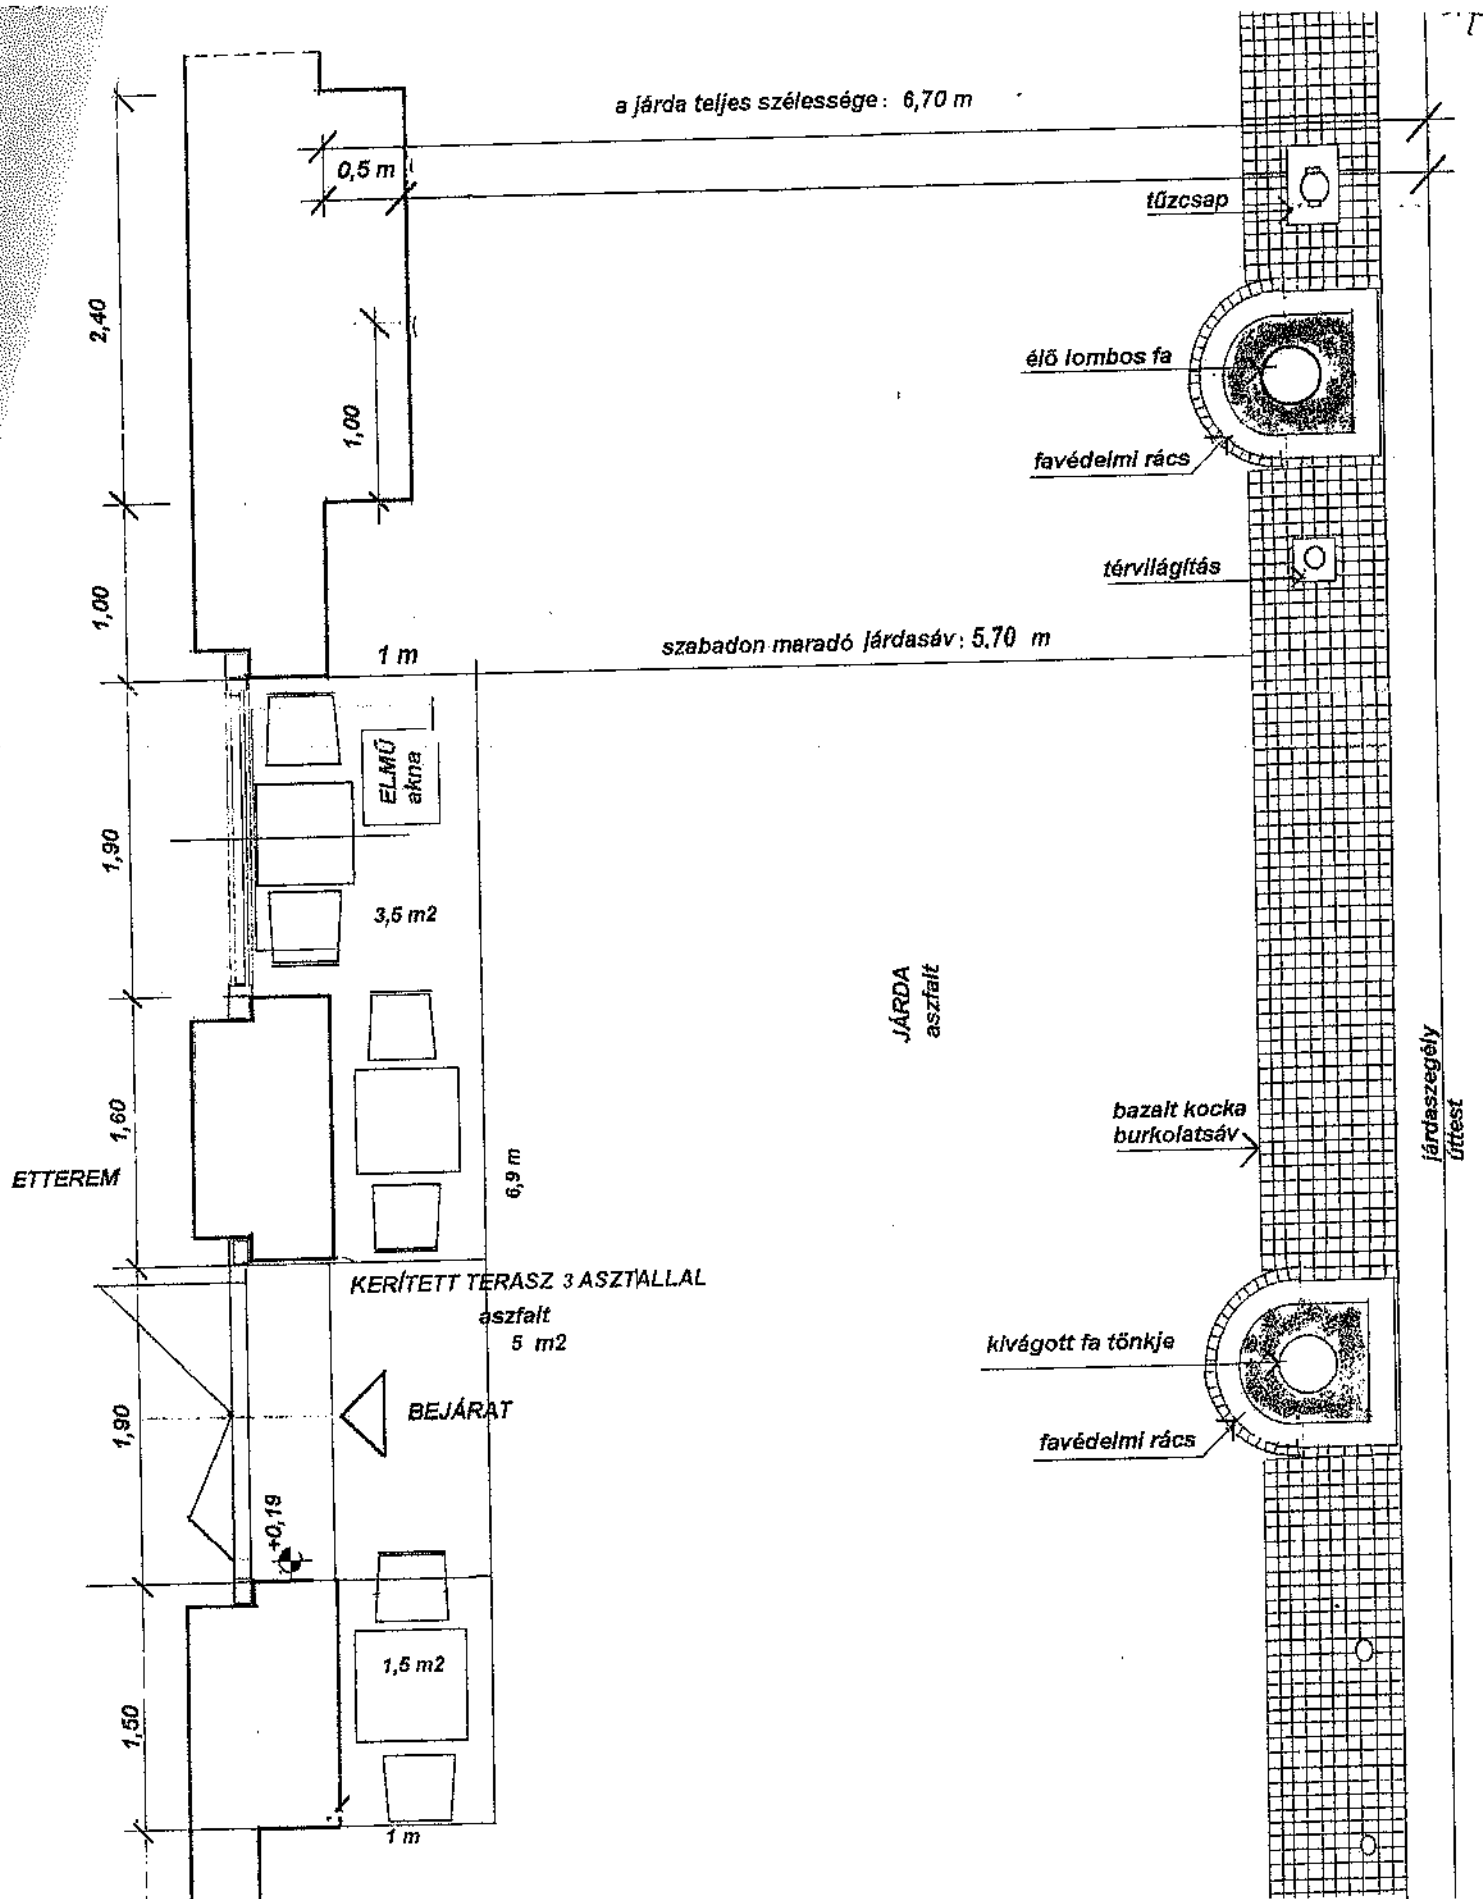 a járda teljes szélessége: 6,70 m
0,5 m
tűzcsap
2,40
élő lombos fa
1,00
favédelmi rács
térvilágítás
1,00
1 m
szabadon maradó járdasáv: 5.70 m
ELMŰ
akna
1,90
3,5 m2
JÁRDA
aszfalt
járdaszegély
úttest
bazalt kocka
burkolatsáv
1,60
6,9 m
ETTEREM
KERÍTETT TERASZ 3 ASZTALLAL
aszfalt
5 m2
kivágott fa tönkje
BEJÁRAT
1,90
favédelmi rács
+0,19
1,5 m2
1,50
1 m